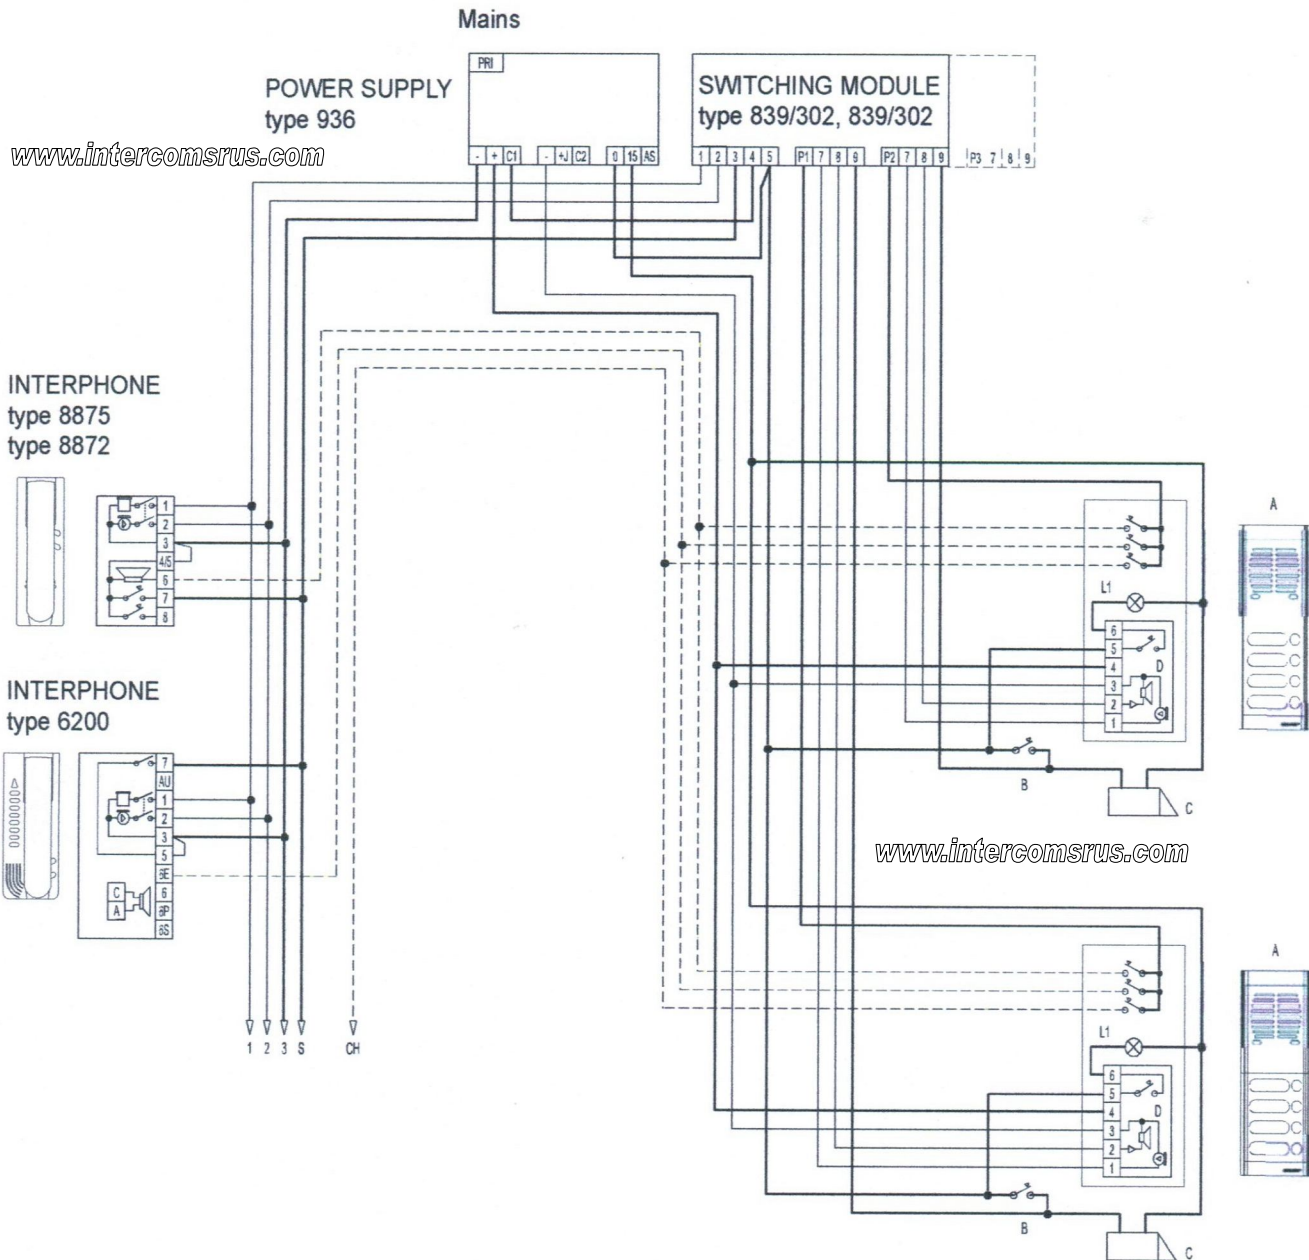 Mains
PRI
POWER SUPPLY
type 936
SWITCHING MODULE
type 839/302, 839/302
www.intercomsrus.com
- + C1 - +J C2 0 15 AS
1 2 3 4 5 P1 7 8 6 9 P2 7 8 9 P3 7 8 9
INTERPHONE
type 8875
type 8872
1
2
3
4/5
6
7
8
A
L1
6
5
4
3
2
1
D
B
C
INTERPHONE
type 6200
7
AU
1
2
3
5
6E
6
6P
6S
C
A
www.intercomsrus.com
A
L1
6
5
4
3
2
1
D
B
C
1 2 3 S CH